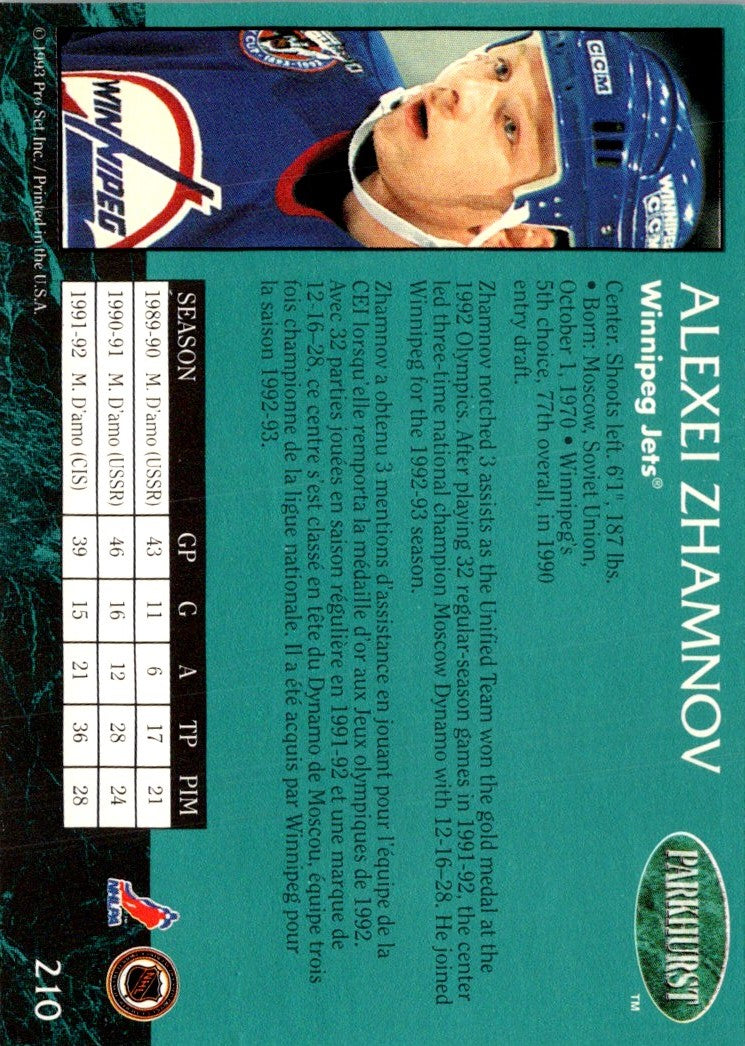 ALEXEI ZHAMNOV
Winnipeg Jets®
Center. Shoots left. 6'1", 187 lbs.
• Born: Moscow, Soviet Union,
October 1, 1970 • Winnipeg's
5th choice, 77th overall, in 1990
entry draft.
PARKHURST
TM
CCM
WINNIPEG
CCM
CUP 1893-1992
WINNIPEG
Zhamnov notched 3 assists as the Unified Team won the gold medal at the
1992 Olympics. After playing 32 regular-season games in 1991-92, the center
led three-time national champion Moscow Dynamo with 12-16–28. He joined
Winnipeg for the 1992-93 season.
Zhamnov a obtenu 3 mentions d'assistance en jouant pour l'équipe de la
CEI lorsqu'elle remporta la médaille d'or aux Jeux olympiques de 1992.
Avec 32 parties jouées en saison régulière en 1991-92 et une marque de
12-16–28, ce centre s'est classé en tête du Dynamo de Moscou, équipe trois
fois championne de la ligue nationale. Il a été acquis par Winnipeg pour
la saison 1992-93.
SEASON GP G A TP PIM
1989-90 M. D'amo (USSR) 43 11 6 17 21
1990-91 M. D'amo (USSR) 46 16 12 28 24
1991-92 M. D'amo (CIS) 39 15 21 36 28
NHLPA
NHL
210
© 1993 Pro Set Inc. / Printed in the U.S.A.